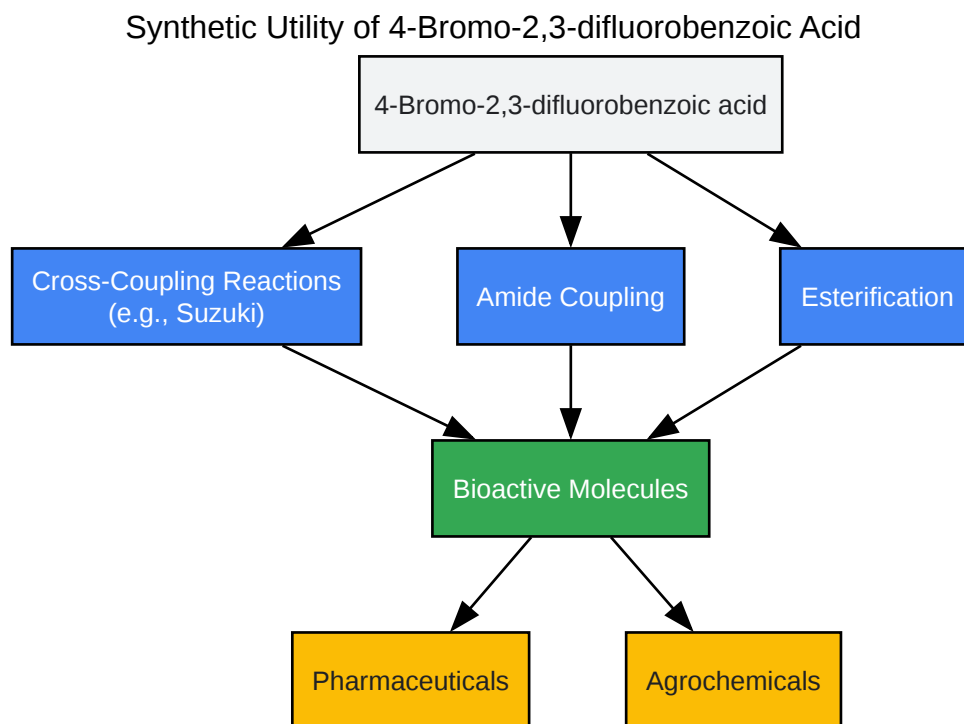 Synthetic Utility of 4-Bromo-2,3-difluorobenzoic Acid
4-Bromo-2,3-difluorobenzoic acid
Cross-Coupling Reactions
(e.g., Suzuki)
Amide Coupling
Esterification
Bioactive Molecules
Pharmaceuticals
Agrochemicals